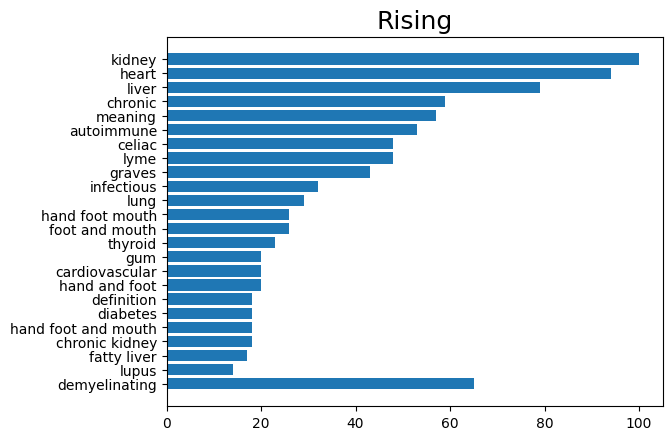 Rising
kidney
heart
liver
chronic
meaning
autoimmune
celiac
lyme
graves
infectious
lung
hand foot mouth
foot and mouth
thyroid
gum
cardiovascular
hand and foot
definition
diabetes
hand foot and mouth
chronic kidney
fatty liver
lupus
demyelinating
0 20 40 60 80 100